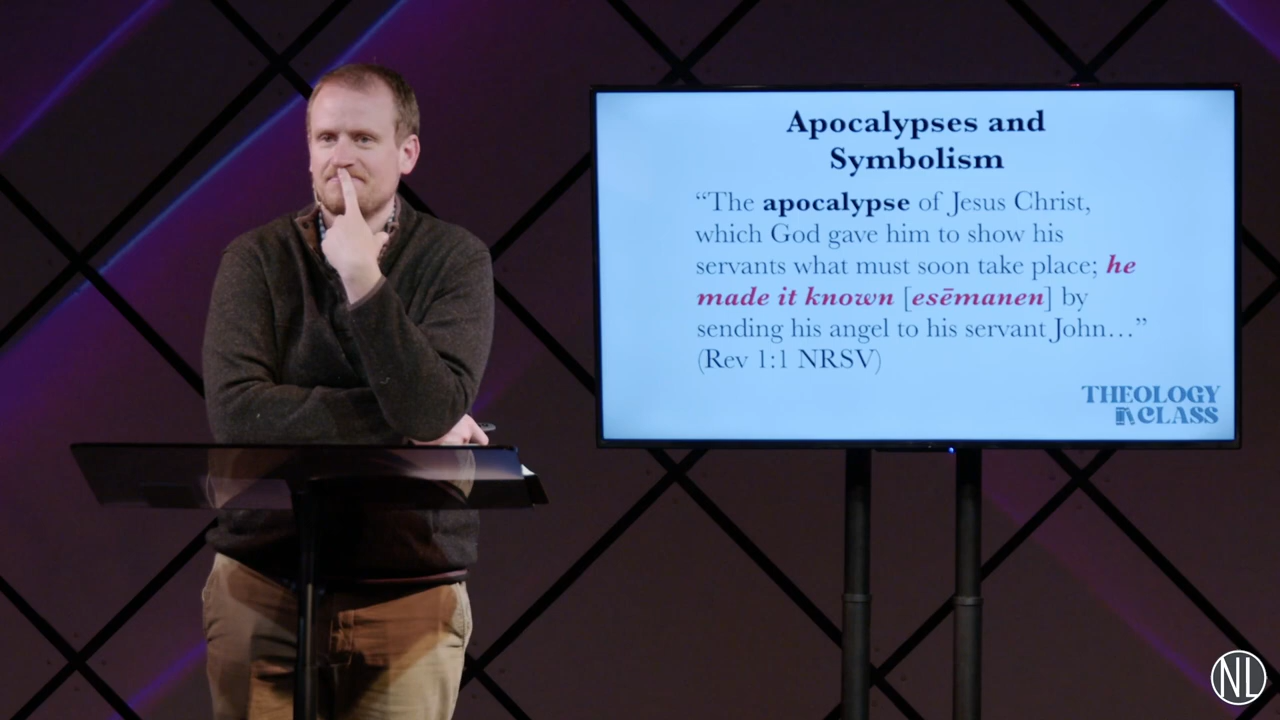 Apocalypses and
Symbolism
“The apocalypse of Jesus Christ,
which God gave him to show his
servants what must soon take place; he
made it known [esēmanen] by
sending his angel to his servant John…”
(Rev 1:1 NRSV)
THEOLOGY
CLASS
NL